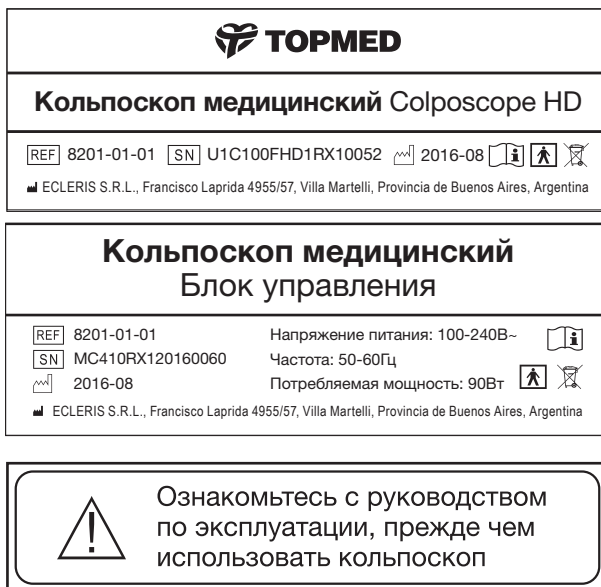 TOPMED
Кольпоскоп медицинский Colposcope HD
REF 8201-01-01 SN U1C100FHD1RX10052 2016-08
ECLERIS S.R.L., Francisco Laprida 4955/57, Villa Martelli, Provincia de Buenos Aires, Argentina
Кольпоскоп медицинский
Блок управления
REF 8201-01-01 Напряжение питания: 100-240В~
SN MC410RX120160060 Частота: 50-60Гц
2016-08 Потребляемая мощность: 90Вт
ECLERIS S.R.L., Francisco Laprida 4955/57, Villa Martelli, Provincia de Buenos Aires, Argentina
Ознакомьтесь с руководством
по эксплуатации, прежде чем
использовать кольпоскоп